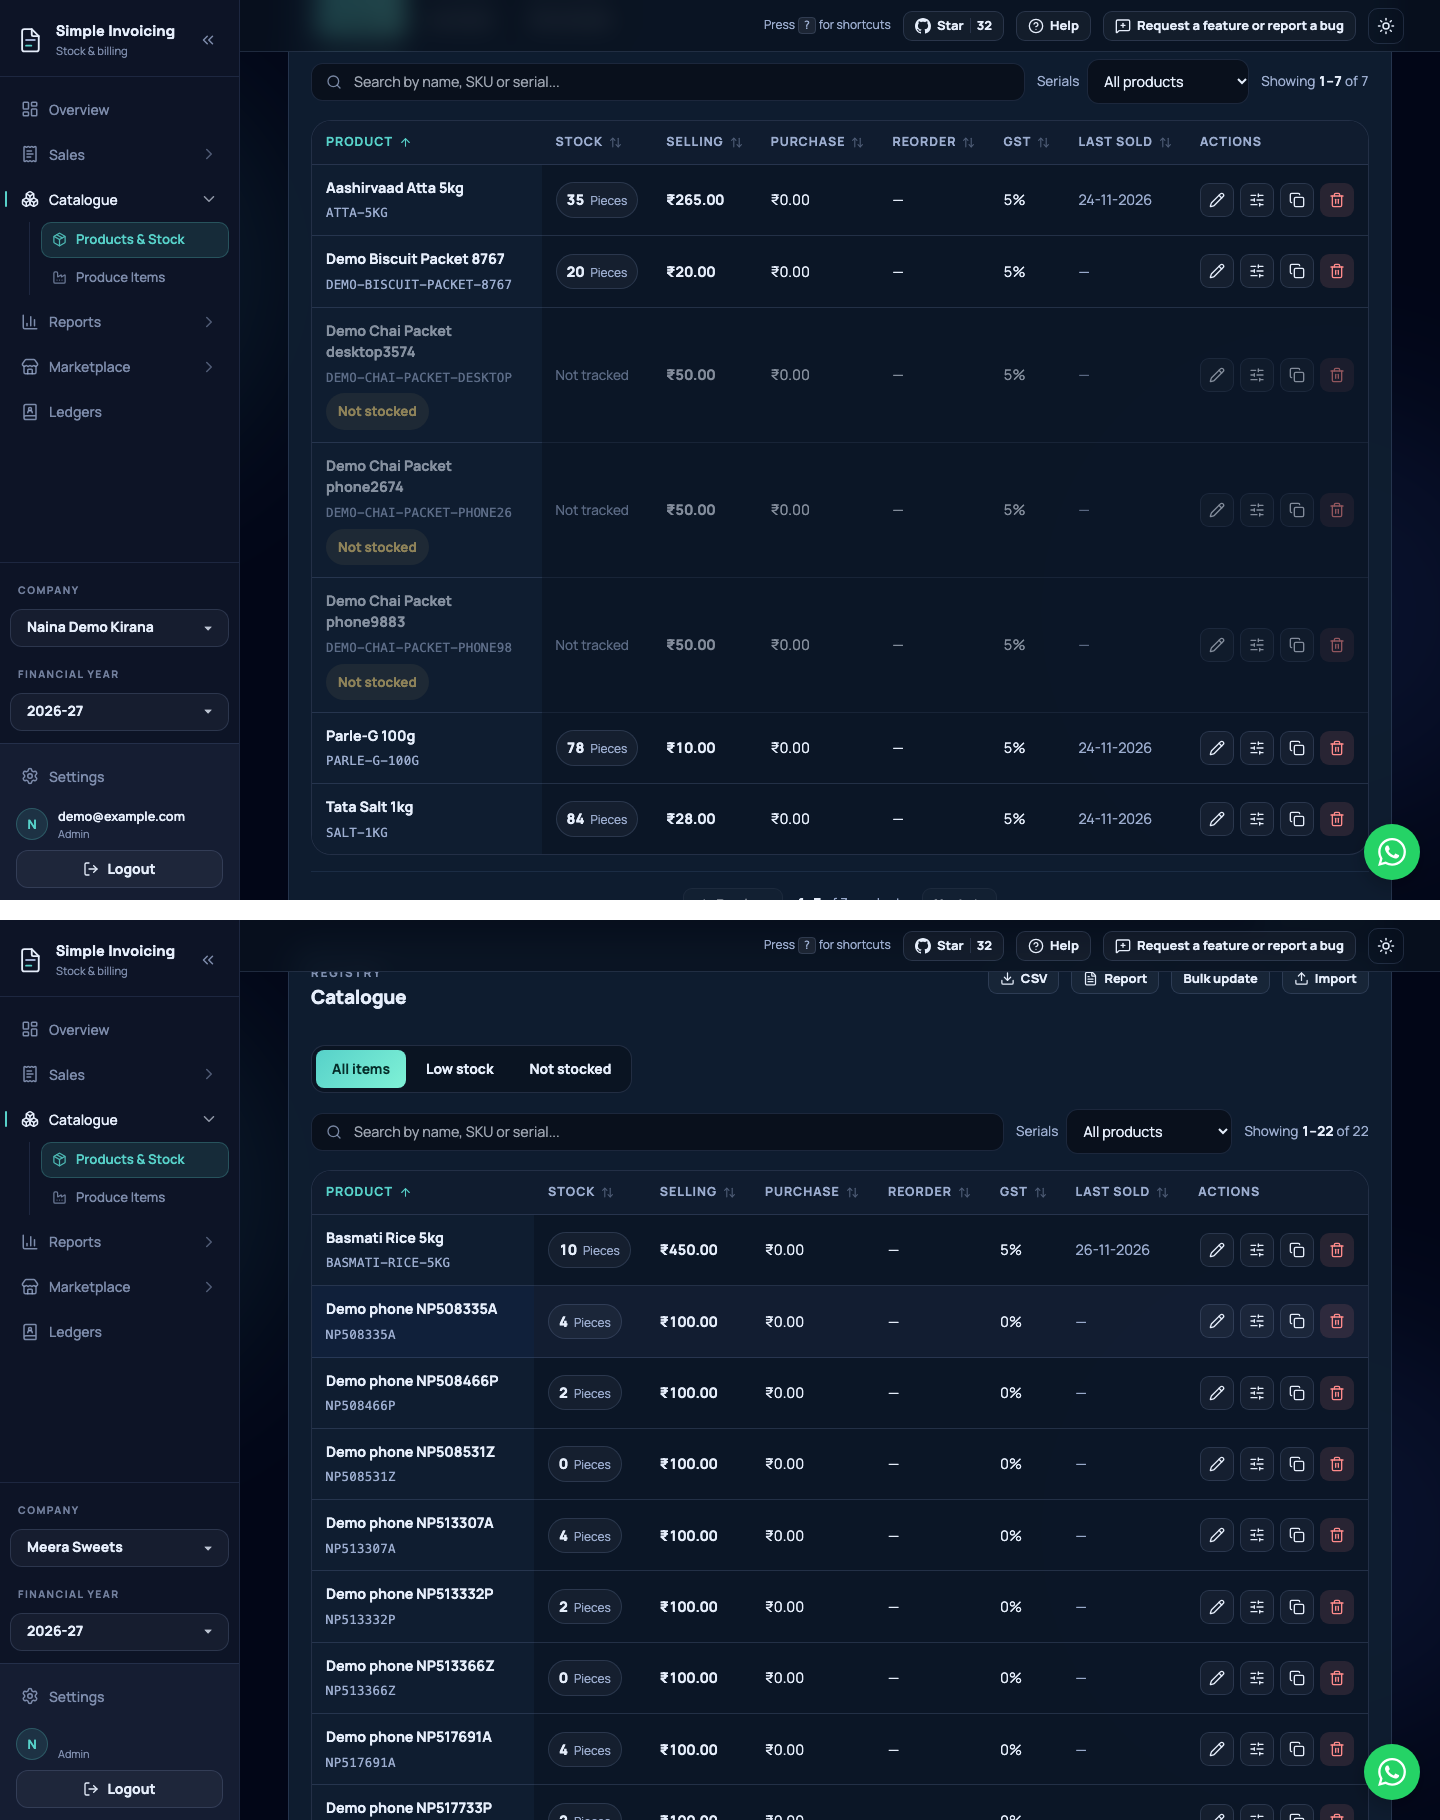 Simple Invoicing
Stock & billing
Press ? for shortcuts
Star 32
Help
Request a feature or report a bug
Overview
Sales
Catalogue
Products & Stock
Produce Items
Reports
Marketplace
Ledgers
COMPANY
Naina Demo Kirana
FINANCIAL YEAR
2026-27
Settings
N
demo@example.com
Admin
Logout
Search by name, SKU or serial...
Serials
All products
Showing 1–7 of 7
PRODUCT STOCK SELLING PURCHASE REORDER GST LAST SOLD ACTIONS
Aashirvaad Atta 5kg
ATTA-5KG
35 Pieces ₹265.00 ₹0.00 — 5% 24-11-2026
Demo Biscuit Packet 8767
DEMO-BISCUIT-PACKET-8767
20 Pieces ₹20.00 ₹0.00 — 5% —
Demo Chai Packet
desktop3574
DEMO-CHAI-PACKET-DESKTOP
Not stocked
Not tracked ₹50.00 ₹0.00 — 5% —
Demo Chai Packet
phone2674
DEMO-CHAI-PACKET-PHONE26
Not stocked
Not tracked ₹50.00 ₹0.00 — 5% —
Demo Chai Packet
phone9883
DEMO-CHAI-PACKET-PHONE98
Not stocked
Not tracked ₹50.00 ₹0.00 — 5% —
Parle-G 100g
PARLE-G-100G
78 Pieces ₹10.00 ₹0.00 — 5% 24-11-2026
Tata Salt 1kg
SALT-1KG
84 Pieces ₹28.00 ₹0.00 — 5% 24-11-2026
Simple Invoicing
Stock & billing
Press ? for shortcuts
Star 32
Help
Request a feature or report a bug
Overview
Sales
Catalogue
Products & Stock
Produce Items
Reports
Marketplace
Ledgers
COMPANY
Meera Sweets
FINANCIAL YEAR
2026-27
Settings
N
Admin
Logout
REGISTRY
Catalogue
CSV
Report
Bulk update
Import
All items
Low stock
Not stocked
Search by name, SKU or serial...
Serials
All products
Showing 1–22 of 22
PRODUCT STOCK SELLING PURCHASE REORDER GST LAST SOLD ACTIONS
Basmati Rice 5kg
BASMATI-RICE-5KG
10 Pieces ₹450.00 ₹0.00 — 5% 26-11-2026
Demo phone NP508335A
NP508335A
4 Pieces ₹100.00 ₹0.00 — 0% —
Demo phone NP508466P
NP508466P
2 Pieces ₹100.00 ₹0.00 — 0% —
Demo phone NP508531Z
NP508531Z
0 Pieces ₹100.00 ₹0.00 — 0% —
Demo phone NP513307A
NP513307A
4 Pieces ₹100.00 ₹0.00 — 0% —
Demo phone NP513332P
NP513332P
2 Pieces ₹100.00 ₹0.00 — 0% —
Demo phone NP513366Z
NP513366Z
0 Pieces ₹100.00 ₹0.00 — 0% —
Demo phone NP517691A
NP517691A
4 Pieces ₹100.00 ₹0.00 — 0% —
Demo phone NP517733P